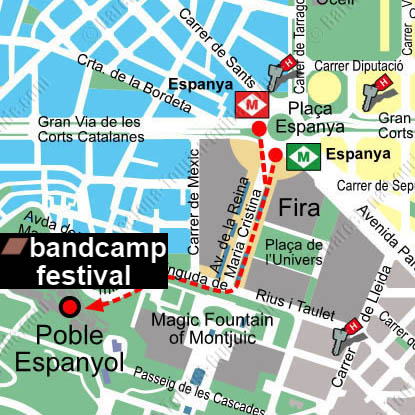 Carrer de Tarrag
Carrer de Sants
Crta. de la Bordeta
Carrer Diputació
H
H
Espanya
M
Plaça
Espanya
Gran Via de les
Corts Catalanes
Gran
Corts
M
Espanya
Carrer de Mexic
Av. de la Reina
Maria Cristina
Carrer de Sep
Fira
Avenida Para
Avda de
bandcamp
festival
Plaça de
l'Univers
Rius i Taulet
Carrer de Lleida
H
Poble
Espanyol
Magic Fountain
of Montjuic
Passeig de les Cascades